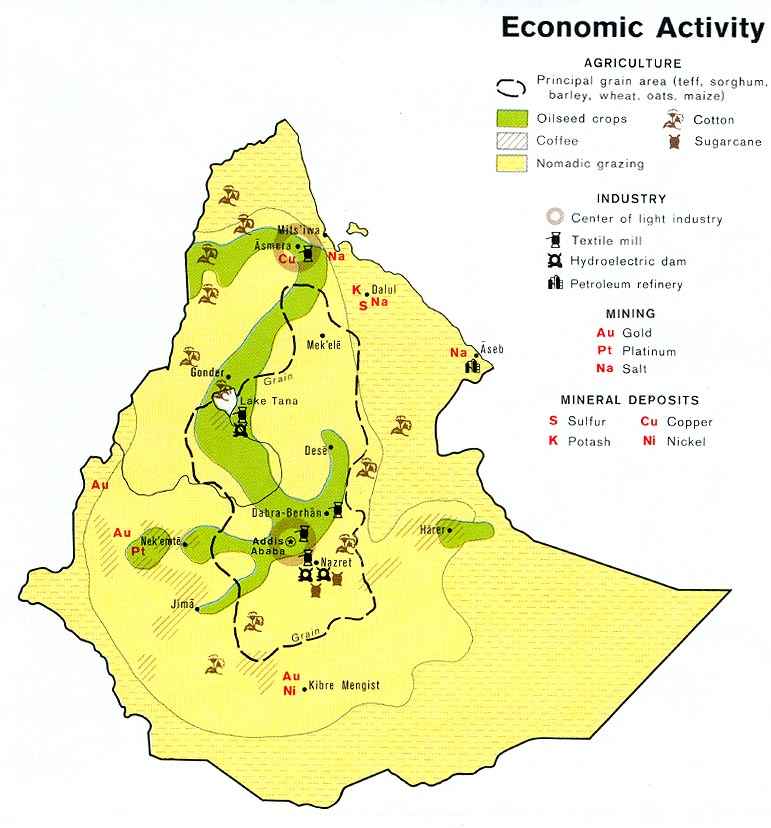 Economic Activity
AGRICULTURE
Principal grain area (teff, sorghum,
barley, wheat, oats, maize)
Oilseed crops
Cotton
Coffee
Sugarcane
Nomadic grazing
INDUSTRY
Center of light industry
Textile mill
Hydroelectric dam
Petroleum refinery
MINING
Au Gold
Pt Platinum
Na Salt
MINERAL DEPOSITS
S Sulfur
Cu Copper
K Potash
Ni Nickel
Mits'iwa
Āsmera
Cu
Na
K
Dalul
S Na
Mek'elē
Na
Āseb
Gonder
Grain
Lake Tana
Desē
Au
Dabra-Berhān
Hārer
Au
Pt
Nek'emtē
Addis
Ababa
Nazret
Jīma
Grain
Au
Ni
Kibre Mengist